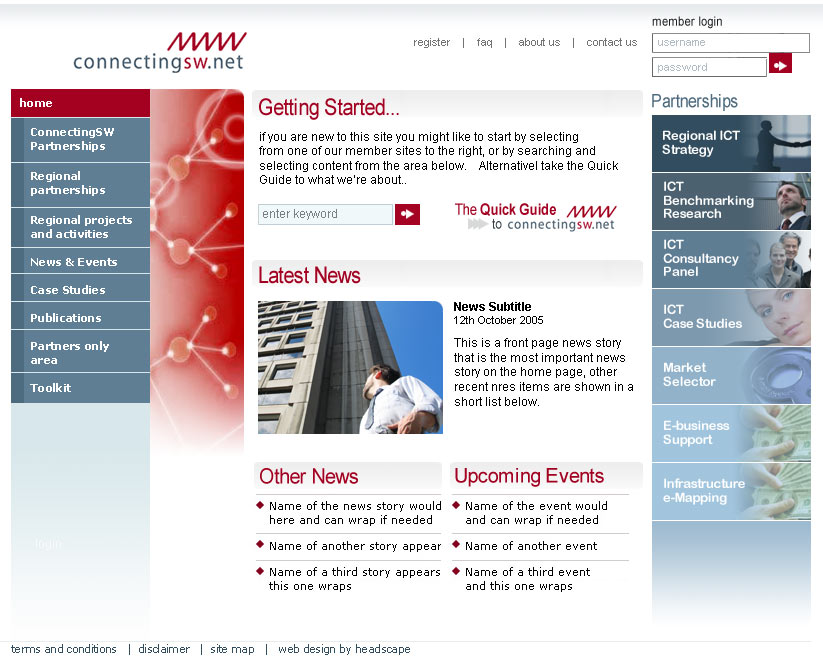 connectingsw.net
register | faq | about us | contact us
member login
username
password
home
ConnectingSW
Partnerships
Regional
partnerships
Regional projects
and activities
News & Events
Case Studies
Publications
Partners only
area
Toolkit
login
Getting Started...
if you are new to this site you might like to start by selecting
from one of our member sites to the right, or by searching and
selecting content from the area below. Alternativel take the Quick
Guide to what we're about..
enter keyword
The Quick Guide
to connectingsw.net
Latest News
News Subtitle
12th October 2005
This is a front page news story
that is the most important news
story on the home page, other
recent nres items are shown in a
short list below.
Other News
Name of the news story would
here and can wrap if needed
Name of another story appear
Name of a third story appears
this one wraps
Upcoming Events
Name of the event would
and can wrap if needed
Name of another event
Name of a third event
and this one wraps
Partnerships
Regional ICT
Strategy
ICT
Benchmarking
Research
ICT
Consultancy
Panel
ICT
Case Studies
Market
Selector
E-business
Support
Infrastructure
e-Mapping
terms and conditions | disclaimer | site map | web design by headscape